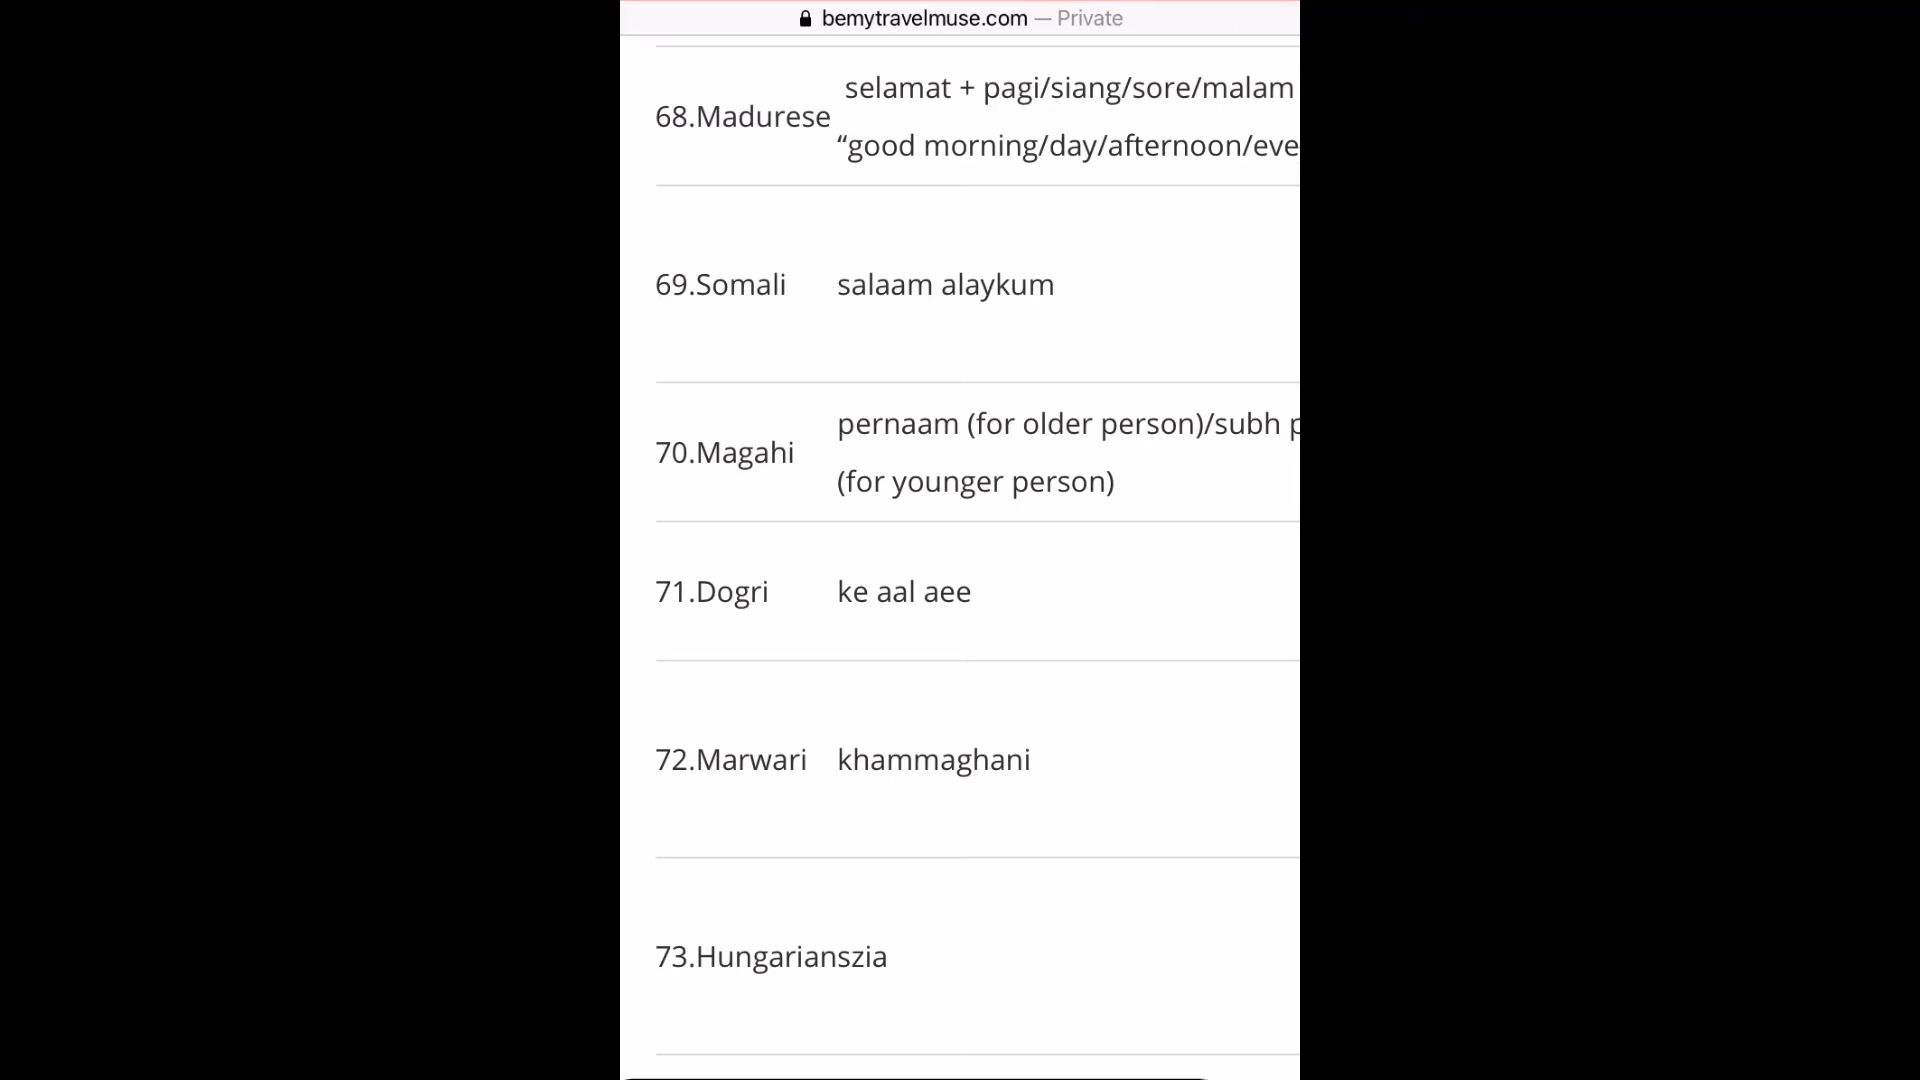 bemytravelmuse.com — Private
selamat + pagi/siang/sore/malam
68.Madurese
“good morning/day/afternoon/eve
69.Somali salaam alaykum
pernaam (for older person)/subh
70.Magahi
(for younger person)
71.Dogri ke aal aee
72.Marwari khammaghani
73.Hungarianszia